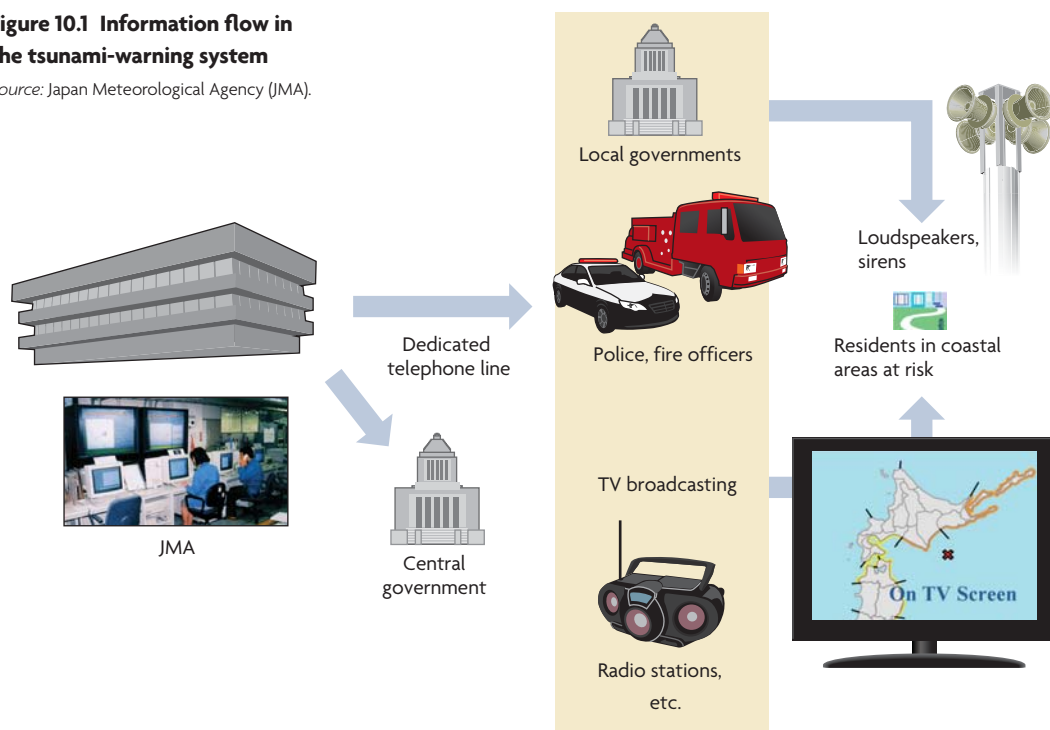 igure 10.1 Information flow in
he tsunami-warning system
ource: Japan Meteorological Agency (JMA).
Local governments
Loudspeakers,
sirens
Police, fire officers
Dedicated
telephone line
Residents in coastal
areas at risk
TV broadcasting
JMA
Central
government
On TV Screen
Radio stations,
etc.